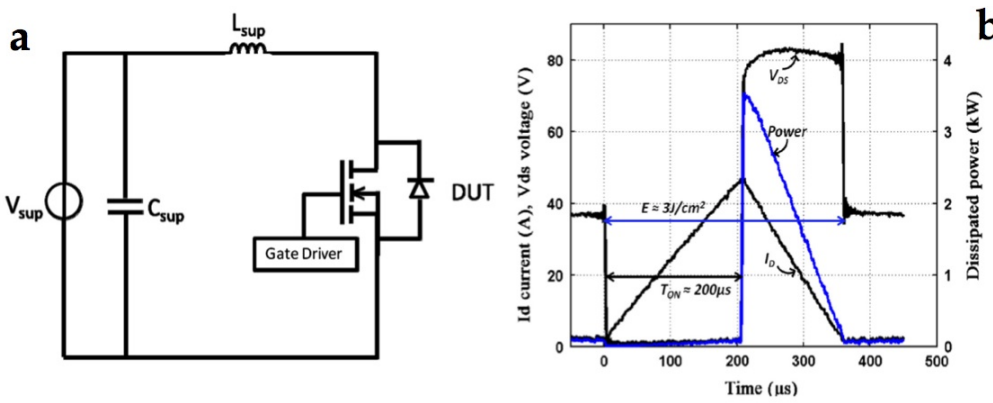 a
L_sup
V_sup
C_sup
Gate Driver
DUT
b
Id current (A), Vds voltage (V)
80
60
40
20
0
V_DS
Power
E = 3J/cm²
I_D
T_ON ≈ 200µs
4
3
2
1
0
Dissipated power (kW)
0
100
200
300
400
500
Time (µs)